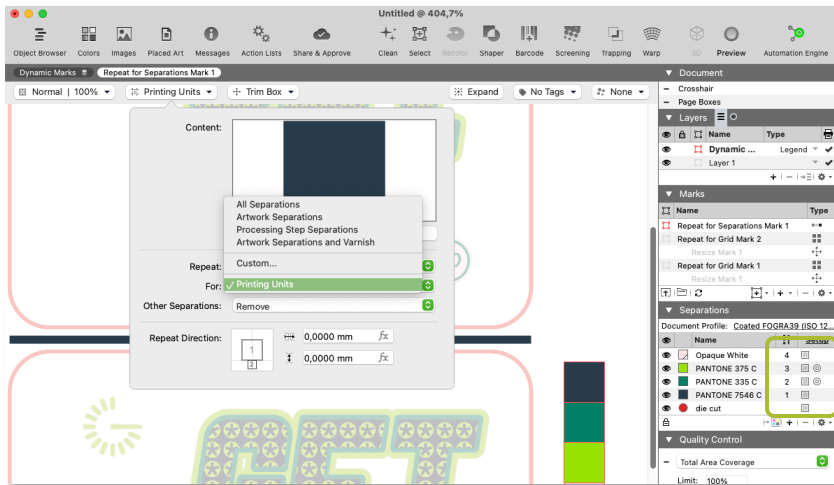 Untitled @ 404,7%
Object Browser Colors Images Placed Art Messages Action Lists Share & Approve Clean Select Recolor Shaper Barcode Screening Trapping Warp 3D Preview Automation Engine
Dynamic Marks Repeat for Separations Mark 1
Normal | 100% Printing Units Trim Box Expand No Tags None
Content:
All Separations
Artwork Separations
Processing Step Separations
Artwork Separations and Varnish
Custom...
Repeat:
For: ✓ Printing Units
Other Separations: Remove
Repeat Direction: 1 2
0,0000 mm fx
0,0000 mm fx
GET
Document
Crosshair
Page Boxes
Layers
Name Type
Dynamic ... Legend
Layer 1
Marks
Name Type
Repeat for Separations Mark 1
Repeat for Grid Mark 2
Resize Mark 1
Repeat for Grid Mark 1
Resize Mark 1
Separations
Document Profile: Coated FOGRA39 (ISO 12...
Name Setup
Opaque White 4
PANTONE 375 C 3
PANTONE 335 C 2
PANTONE 7546 C 1
die cut
Quality Control
Total Area Coverage
Limit: 100%